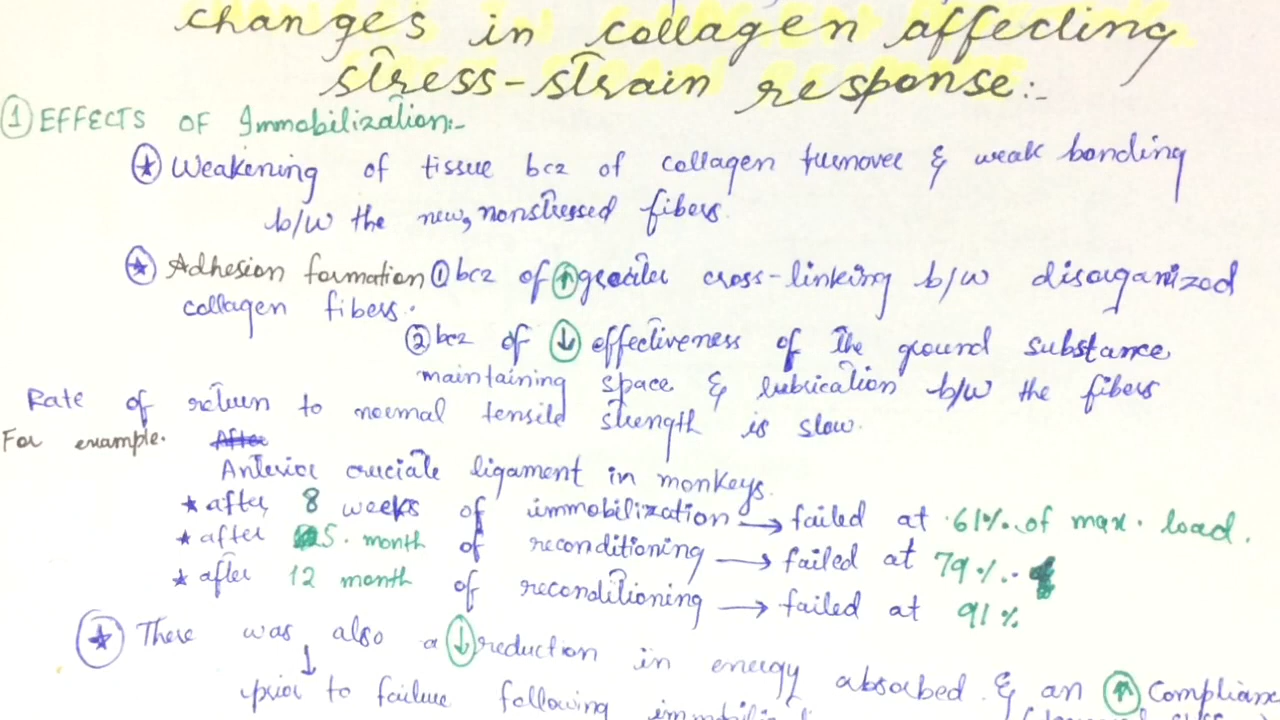 changes in collagen affecting
stress-strain response:-
① EFFECTS OF Immobilization:-
★ Weakening of tissue bcz of collagen turnover & weak bonding
b/w the new, nonstressed fibers.
★ Adhesion formation ① bcz of ↑ greater cross-linking b/w disorganized
collagen fibers.
② bcz of ↓ effectiveness of the ground substance
maintaining space & lubrication b/w the fibers
Rate of return to normal tensile strength is slow.
For example. After
Anterior cruciate ligament in monkeys.
★ after 8 weeks of immobilization → failed at 61% of max. load.
★ after 5 month of reconditioning → failed at 79%.
★ after 12 month of reconditioning → failed at 91%
★ There was also a ↓ reduction in energy absorbed & an ↑ Complianc
↓ prior to failure following